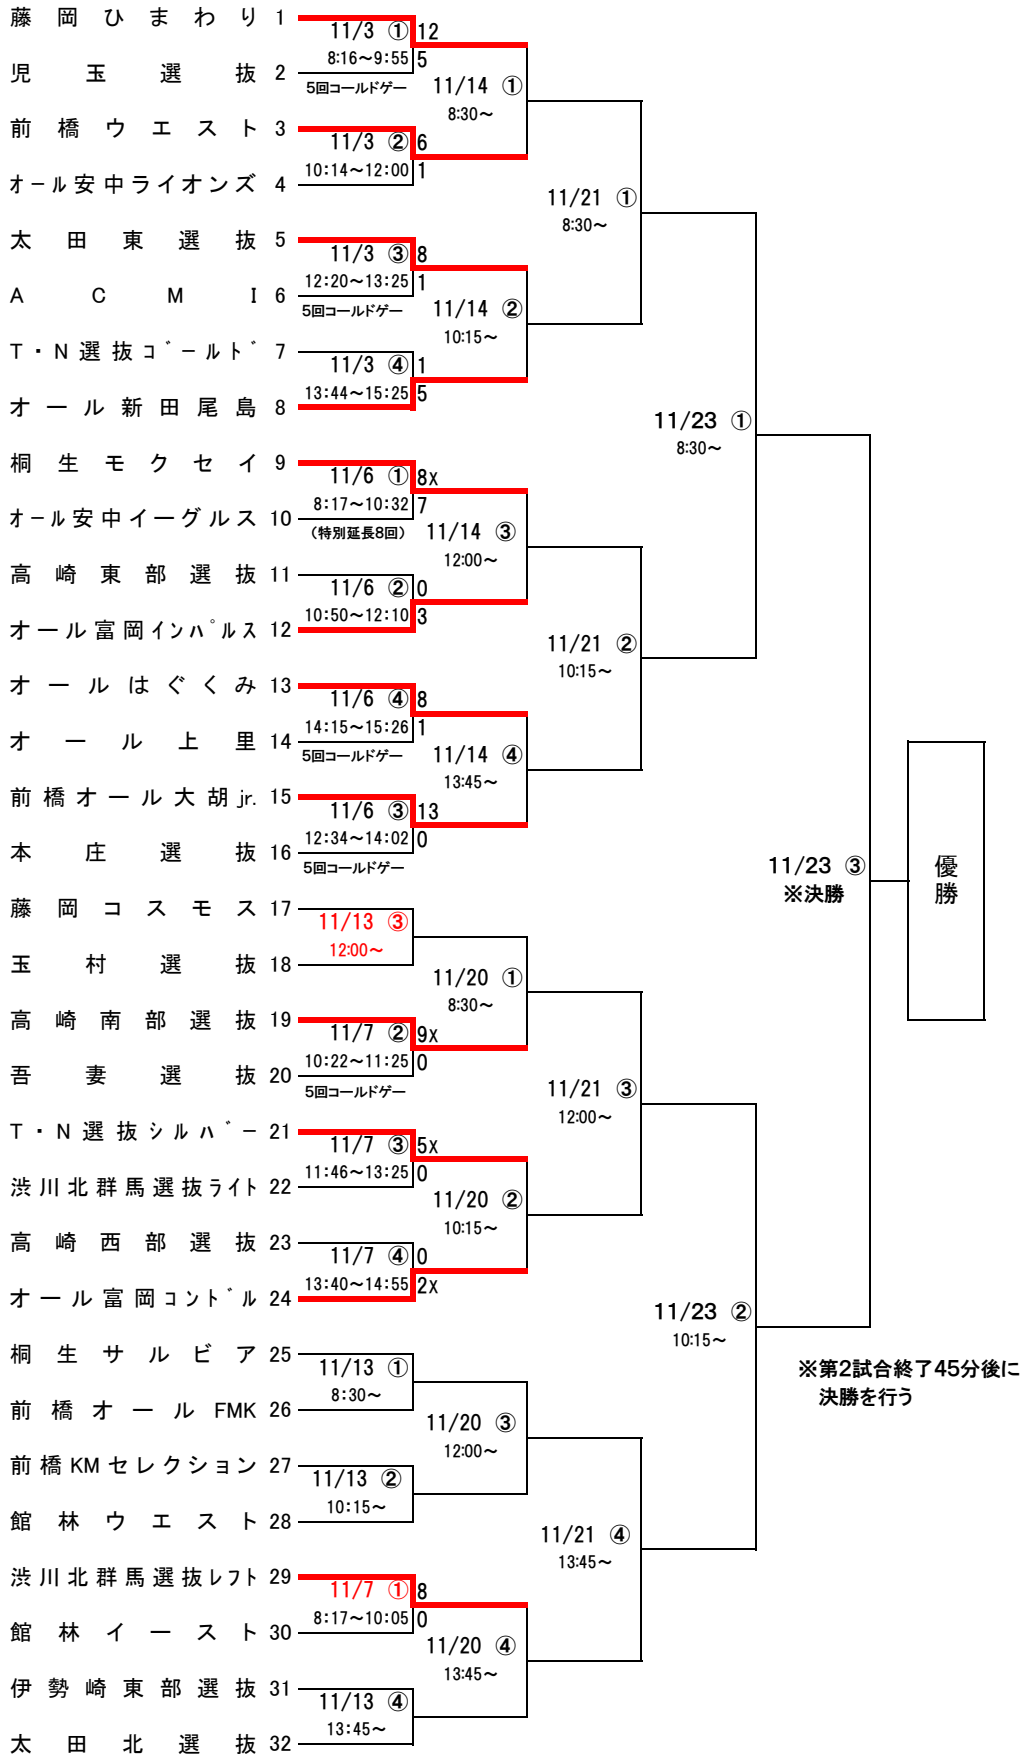 藤岡ひまわり 1
11/3 ① 12
8:16～9:55 5
児玉選抜 2
5回コールドゲー
11/14 ①
8:30～
前橋ウエスト 3
11/3 ② 6
10:14～12:00 1
オール安中ライオンズ 4
11/21 ①
8:30～
太田東選抜 5
11/3 ③ 8
12:20～13:25 1
ACMI 6
5回コールドゲー
11/14 ②
10:15～
T・N選抜ゴールド 7
11/3 ④ 1
13:44～15:25 5
オール新田尾島 8
11/23 ①
8:30～
桐生モクセイ 9
11/6 ① 8x
8:17～10:32 7
オール安中イーグルス 10
（特別延長8回）
11/14 ③
12:00～
高崎東部選抜 11
11/6 ② 0
10:50～12:10 3
オール富岡インパルス 12
11/21 ②
10:15～
オールはぐくみ 13
11/6 ④ 8
14:15～15:26 1
オール上里 14
5回コールドゲー
11/14 ④
13:45～
前橋オール大胡jr. 15
11/6 ③ 13
12:34～14:02 0
本庄選抜 16
5回コールドゲー
11/23 ③
※決勝
優勝
藤岡コスモス 17
11/13 ③
12:00～
玉村選抜 18
11/20 ①
8:30～
高崎南部選抜 19
11/7 ② 9x
10:22～11:25 0
吾妻選抜 20
5回コールドゲー
11/21 ③
12:00～
T・N選抜シルバー 21
11/7 ③ 5x
11:46～13:25 0
渋川北群馬選抜ライト 22
11/20 ②
10:15～
高崎西部選抜 23
11/7 ④ 0
13:40～14:55 2x
オール富岡コンドル 24
11/23 ②
10:15～
※第2試合終了45分後に
決勝を行う
桐生サルビア 25
11/13 ①
8:30～
前橋オールFMK 26
11/20 ③
12:00～
前橋KMセレクション 27
11/13 ②
10:15～
館林ウエスト 28
11/21 ④
13:45～
渋川北群馬選抜レフト 29
11/7 ① 8
8:17～10:05 0
館林イースト 30
11/20 ④
13:45～
伊勢崎東部選抜 31
11/13 ④
13:45～
太田北選抜 32